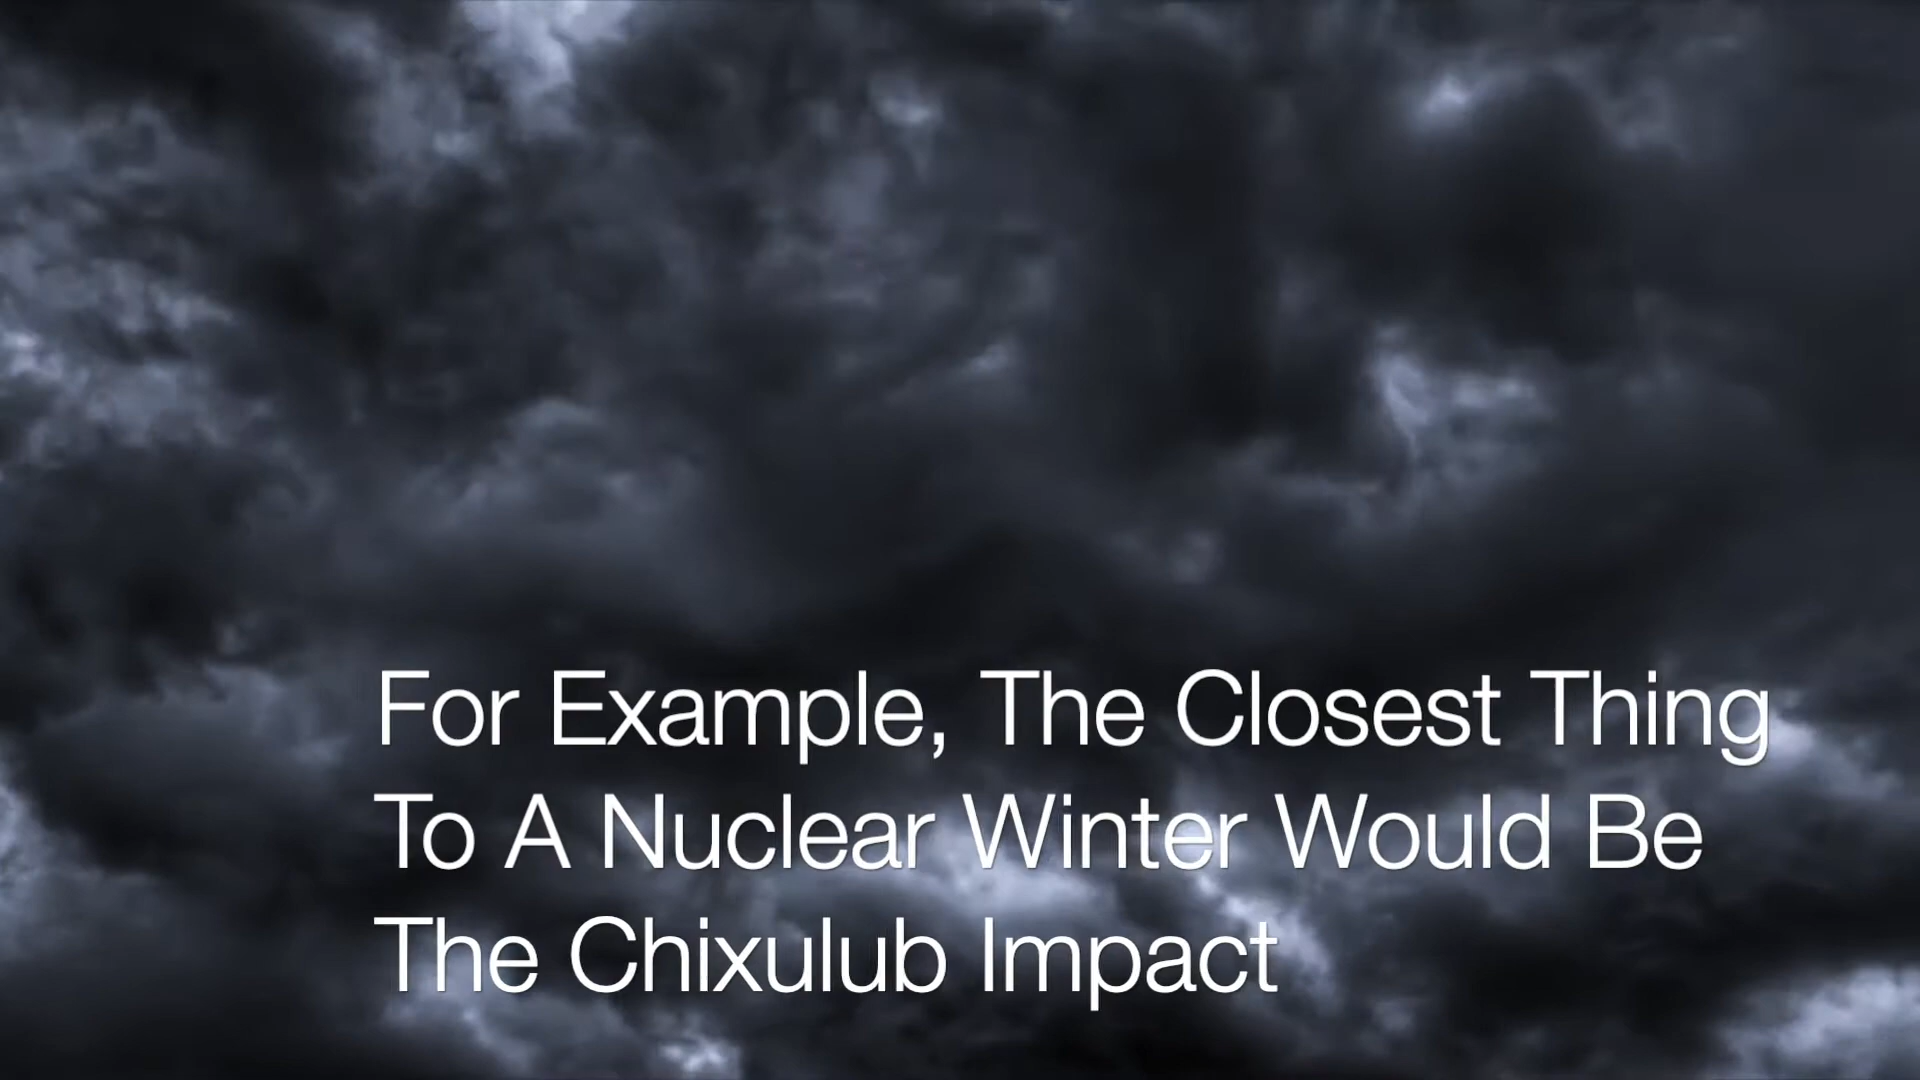 For Example, The Closest Thing
To A Nuclear Winter Would Be
The Chixulub Impact